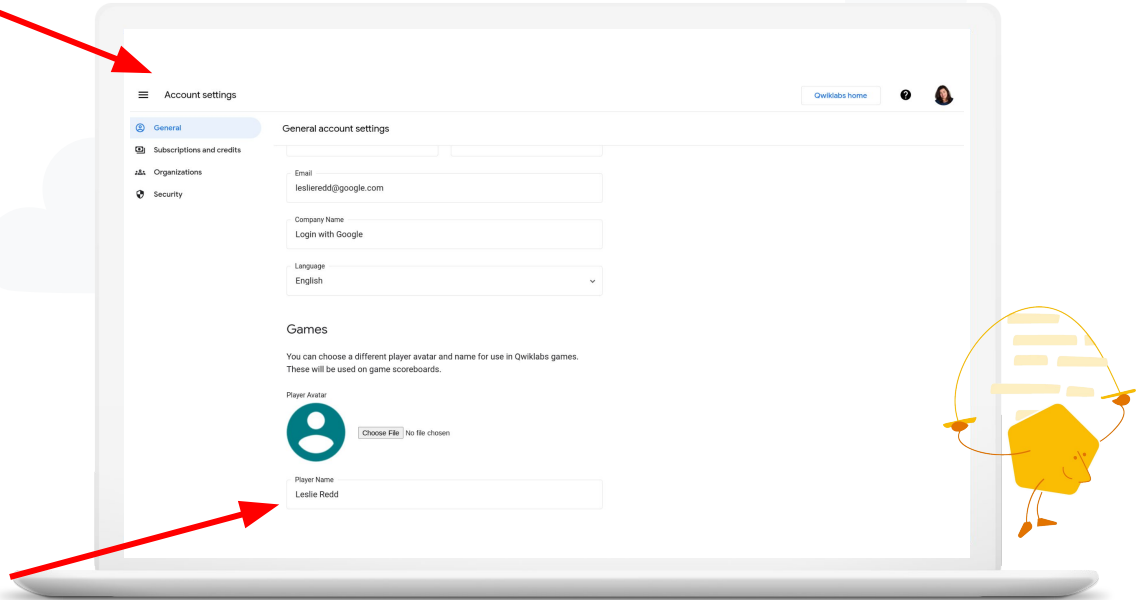 Account settings
Qwiklabs home
?
General
General account settings
Subscriptions and credits
Organizations
Security
Email
leslieredd@google.com
Company Name
Login with Google
Language
English
Games
You can choose a different player avatar and name for use in Qwiklabs games.
These will be used on game scoreboards.
Player Avatar
Choose File No file chosen
Player Name
Leslie Redd